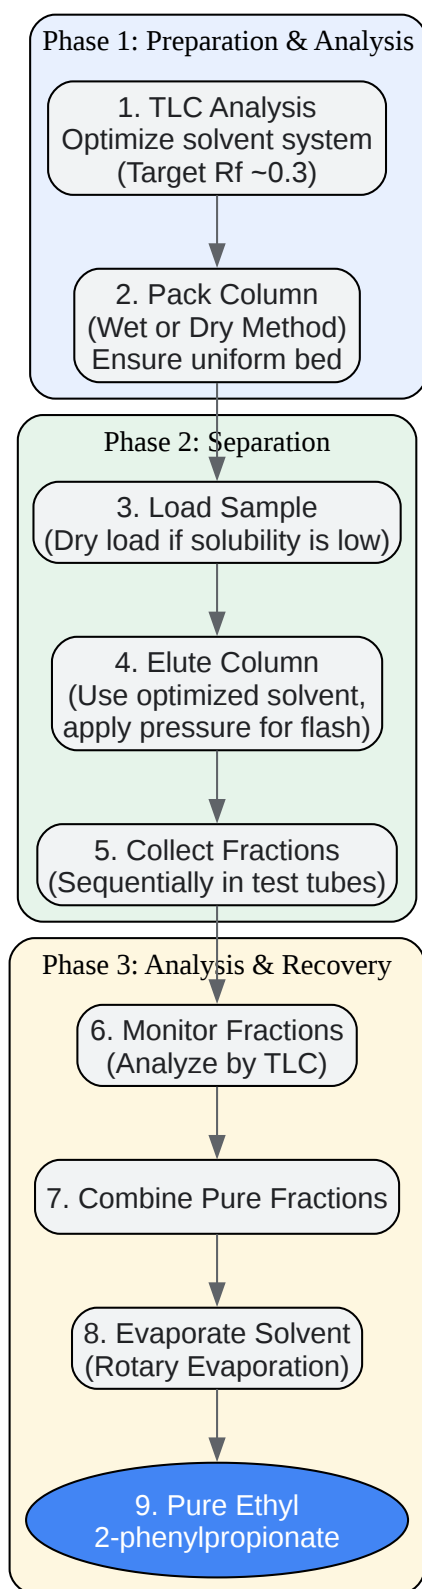 Phase 1: Preparation & Analysis
1. TLC Analysis
Optimize solvent system
(Target Rf ~0.3)
2. Pack Column
(Wet or Dry Method)
Ensure uniform bed
Phase 2: Separation
3. Load Sample
(Dry load if solubility is low)
4. Elute Column
(Use optimized solvent,
apply pressure for flash)
5. Collect Fractions
(Sequentially in test tubes)
Phase 3: Analysis & Recovery
6. Monitor Fractions
(Analyze by TLC)
7. Combine Pure Fractions
8. Evaporate Solvent
(Rotary Evaporation)
9. Pure Ethyl
2-phenylpropionate